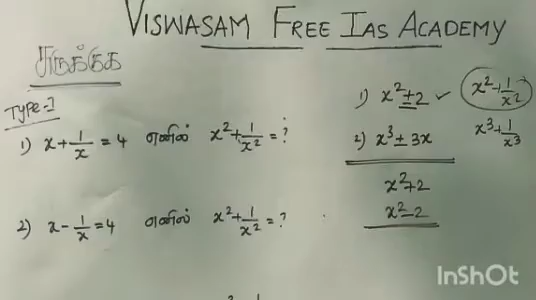 VISWASAM FREE IAS ACADEMY
சுருக்குக
Type-I
1) x + 1/x = 4 எனில் x² + 1/x² = ?
2) x - 1/x = 4 எனில் x² + 1/x² = ?
1) x² ± 2 ✓ x² + 1/x²
2) x³ ± 3x x³ + 1/x³
x² + 2
x² - 2
InShOt